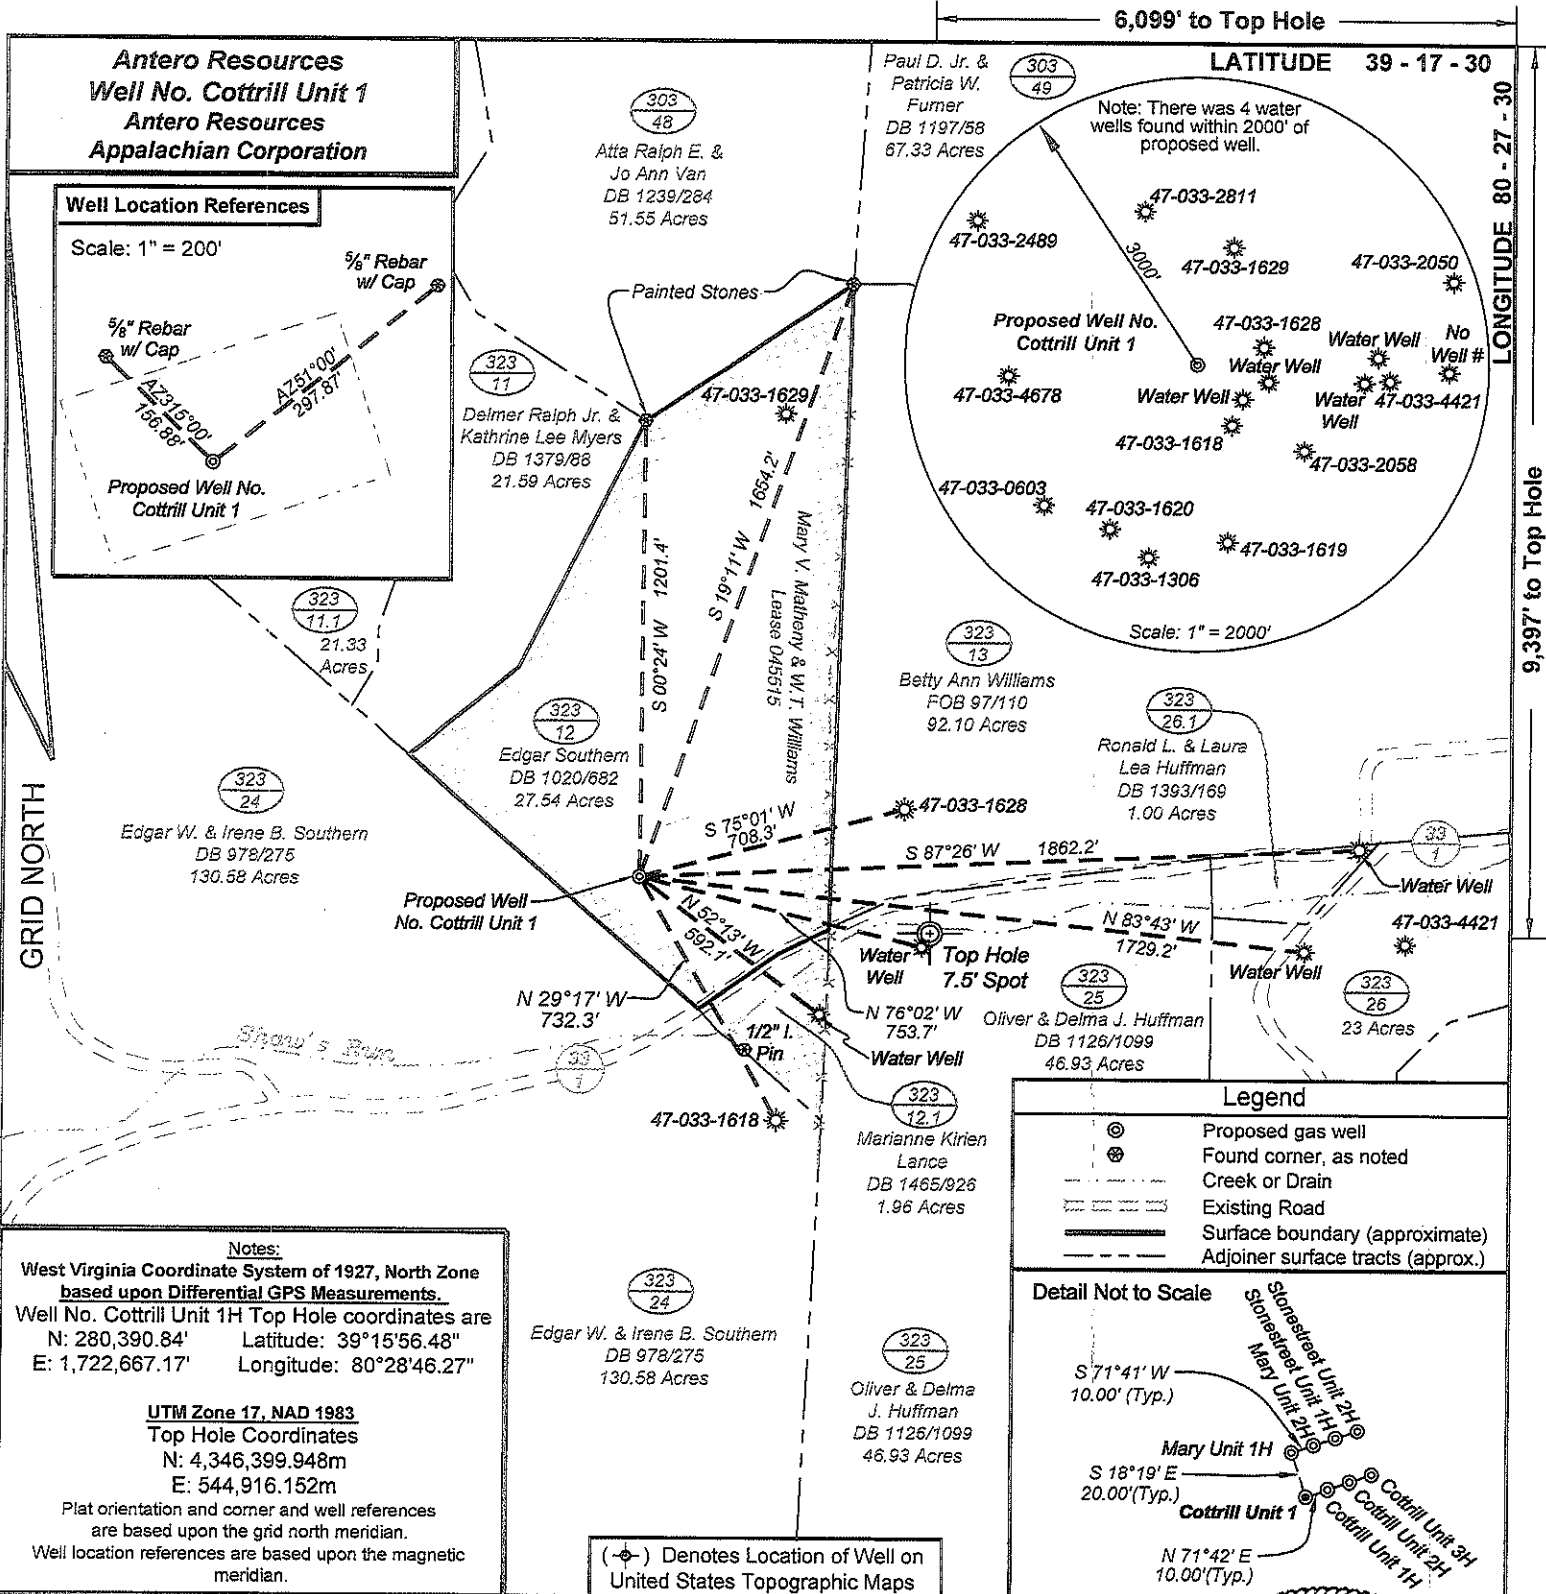 6,099' to Top Hole
Antero Resources
Well No. Cottrill Unit 1
Antero Resources
Appalachian Corporation
LATITUDE 39 - 17 - 30
LONGITUDE 80 - 27 - 30
9,397' to Top Hole
Well Location References
Scale: 1" = 200'
5/8" Rebar
w/ Cap
5/8" Rebar
w/ Cap
AZ315°00'
156.88'
AZ51°00'
297.87'
Proposed Well No.
Cottrill Unit 1
303
48
Atta Ralph E. &
Jo Ann Van
DB 1239/284
51.55 Acres
Paul D. Jr. &
Patricia W.
Furner
DB 1197/58
67.33 Acres
303
49
Note: There was 4 water
wells found within 2000' of
proposed well.
47-033-2811
47-033-2489
3000'
47-033-1629
47-033-2050
Proposed Well No.
Cottrill Unit 1
47-033-1628
Water Well
Water Well
No
Well #
47-033-4678
Water Well
Water
Well
47-033-4421
47-033-1618
47-033-2058
47-033-0603
47-033-1620
47-033-1619
47-033-1306
Scale: 1" = 2000'
Painted Stones
323
11
Delmer Ralph Jr. &
Kathrine Lee Myers
DB 1379/88
21.59 Acres
47-033-1629
S 00°24' W 1201.4'
S 19°11' W 1654.2'
Mary V. Matheny & W.T. Williams
Lease 045515
323
11.1
21.33
Acres
323
12
Edgar Southern
DB 1020/682
27.54 Acres
323
13
Betty Ann Williams
FOB 97/110
92.10 Acres
323
26.1
Ronald L. & Laura
Lea Huffman
DB 1393/169
1.00 Acres
GRID NORTH
323
24
Edgar W. & Irene B. Southern
DB 978/275
130.58 Acres
47-033-1628
S 75°01' W
708.3'
S 87°26' W 1862.2'
33
1
Water Well
Proposed Well
No. Cottrill Unit 1
N 52°13' W
592.1'
N 83°43' W
1729.2'
47-033-4421
Water
Well
Top Hole
7.5' Spot
Water Well
N 29°17' W
732.3'
N 76°02' W
753.7'
323
25
Oliver & Delma J. Huffman
DB 1126/1099
46.93 Acres
323
26
23 Acres
Shaw's Run
33
1
1/2" I.
Pin
Water Well
47-033-1618
323
12.1
Marianne Kirien
Lance
DB 1465/926
1.96 Acres
Legend
Proposed gas well
Found corner, as noted
Creek or Drain
Existing Road
Surface boundary (approximate)
Adjoiner surface tracts (approx.)
Notes:
West Virginia Coordinate System of 1927, North Zone
based upon Differential GPS Measurements.
Well No. Cottrill Unit 1H Top Hole coordinates are
N: 280,390.84' Latitude: 39°15'56.48"
E: 1,722,667.17' Longitude: 80°28'46.27"
UTM Zone 17, NAD 1983
Top Hole Coordinates
N: 4,346,399.948m
E: 544,916.152m
Plat orientation and corner and well references
are based upon the grid north meridian.
Well location references are based upon the magnetic
meridian.
323
24
Edgar W. & Irene B. Southern
DB 978/275
130.58 Acres
323
25
Oliver & Delma
J. Huffman
DB 1126/1099
46.93 Acres
( ) Denotes Location of Well on
United States Topographic Maps
Detail Not to Scale
Stonestreet Unit 2H
Stonestreet Unit 1H
Mary Unit 2H
S 71°41' W
10.00' (Typ.)
Mary Unit 1H
S 18°19' E
20.00'(Typ.)
Cottrill Unit 1
Cottrill Unit 3H
Cottrill Unit 2H
Cottrill Unit 1H
N 71°42' E
10.00'(Typ.)